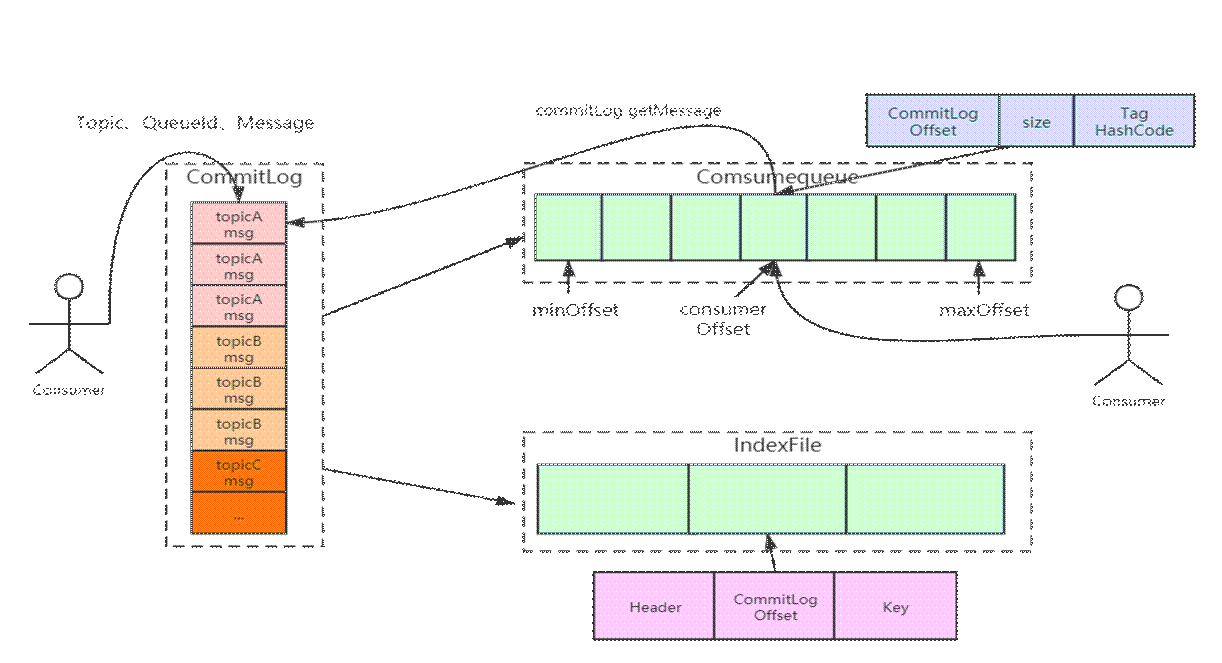 commitLog getMessage
CommitLog
Offset
size
Tag
HashCode
Topic、QueueId、Message
CommitLog
Comsumequeue
topicA
msg
topicA
msg
topicA
msg
topicB
msg
topicB
msg
topicB
msg
topicC
msg
...
minOffset
consumer
Offset
maxOffset
Consumer
Consumer
IndexFile
Header
CommitLog
Offset
Key